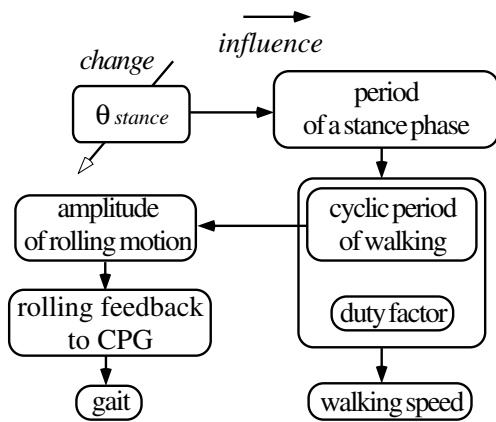 influence
change
θ stance
period
of a stance phase
amplitude
of rolling motion
cyclic period
of walking
rolling feedback
to CPG
duty factor
gait
walking speed